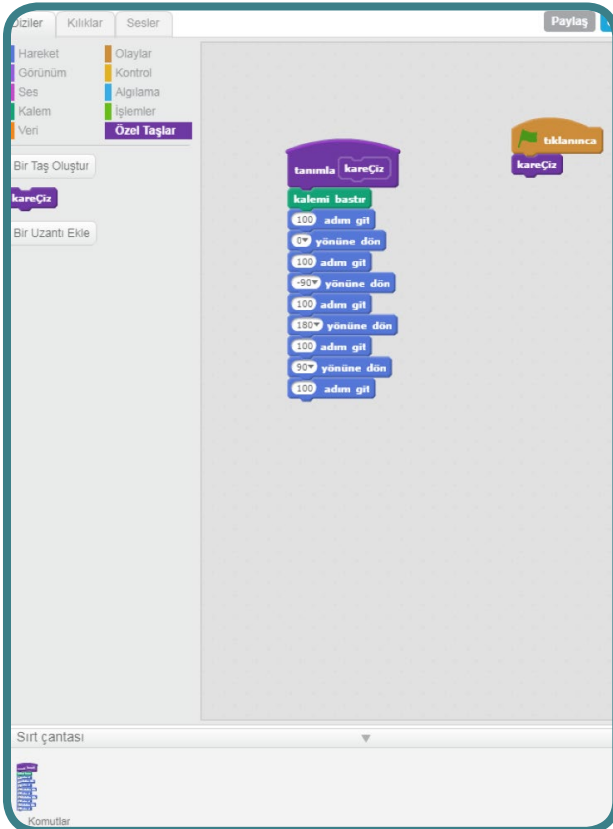 Diziler Kılıklar Sesler Paylaş
Hareket Olaylar
Görünüm Kontrol
Ses Algılama
Kalem İşlemler
Veri Özel Taşlar
Bir Taş Oluştur
kareÇiz
Bir Uzantı Ekle
tanımla kareÇiz
kalemi bastır
100 adım git
0 yönüne dön
100 adım git
-90 yönüne dön
100 adım git
180 yönüne dön
100 adım git
90 yönüne dön
100 adım git
tıklanınca
kareÇiz
Sırt çantası
Komutlar